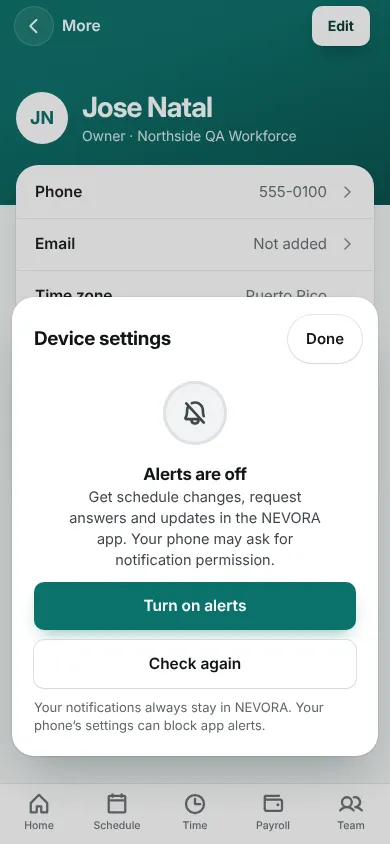 More
Edit
JN
Jose Natal
Owner · Northside QA Workforce
Phone 555-0100
Email Not added
Time zone Puerto Rico
Device settings
Done
Alerts are off
Get schedule changes, request
answers and updates in the NEVORA
app. Your phone may ask for
notification permission.
Turn on alerts
Check again
Your notifications always stay in NEVORA. Your
phone’s settings can block app alerts.
Home Schedule Time Payroll Team